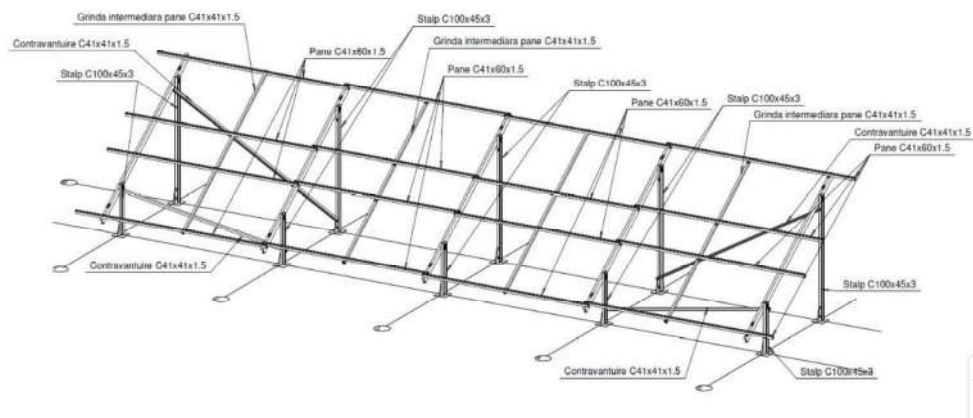 Grinda intermediara pane C41x41x1.5
Stalp C100x45x3
Contravantuire C41x41x1.5
Pane C41x60x1.5
Grinda intermediara pane C41x41x1.5
Stalp C100x45x3
Pane C41x60x1.5
Stalp C100x45x3
Stalp C100x45x3
Pane C41x60x1.5
Grinda intermediara pane C41x41x1.5
Contravantuire C41x41x1.5
Pane C41x60x1.5
Contravantuire C41x41x1.5
Stalp C100x45x3
Contravantuire C41x41x1.5
Stalp C100x45x3